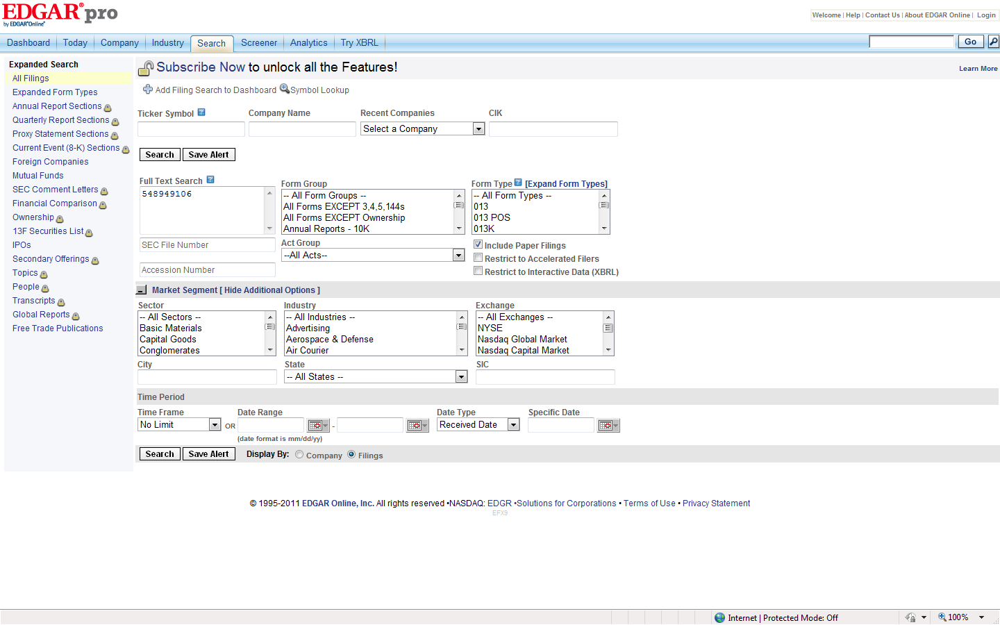 EDGAR®pro
by EDGAR®Online®
Welcome | Help | Contact Us | About EDGAR Online | Login
Dashboard Today Company Industry Search Screener Analytics Try XBRL Go
Expanded Search
All Filings
Expanded Form Types
Annual Report Sections
Quarterly Report Sections
Proxy Statement Sections
Current Event (8-K) Sections
Foreign Companies
Mutual Funds
SEC Comment Letters
Financial Comparison
Ownership
13F Securities List
IPOs
Secondary Offerings
Topics
People
Transcripts
Global Reports
Free Trade Publications
Subscribe Now to unlock all the Features!
Learn More
Add Filing Search to Dashboard Symbol Lookup
Ticker Symbol ? Company Name Recent Companies CIK
Select a Company
Search Save Alert
Full Text Search ? Form Group Form Type ? [Expand Form Types]
548949106
-- All Form Groups --
All Forms EXCEPT 3,4,5,144s
All Forms EXCEPT Ownership
Annual Reports - 10K
-- All Form Types --
013
013 POS
013K
SEC File Number
Accession Number
Act Group
--All Acts--
Include Paper Filings
Restrict to Accelerated Filers
Restrict to Interactive Data (XBRL)
Market Segment [ Hide Additional Options ]
Sector Industry Exchange
-- All Sectors --
Basic Materials
Capital Goods
Conglomerates
-- All Industries --
Advertising
Aerospace & Defense
Air Courier
-- All Exchanges --
NYSE
Nasdaq Global Market
Nasdaq Capital Market
City State SIC
-- All States --
Time Period
Time Frame Date Range Date Type Specific Date
No Limit OR - Received Date
(date format is mm/dd/yy)
Search Save Alert Display By: Company Filings
© 1995-2011 EDGAR Online, Inc. All rights reserved •NASDAQ: EDGR •Solutions for Corporations • Terms of Use • Privacy Statement
EFX9
Internet | Protected Mode: Off 100%